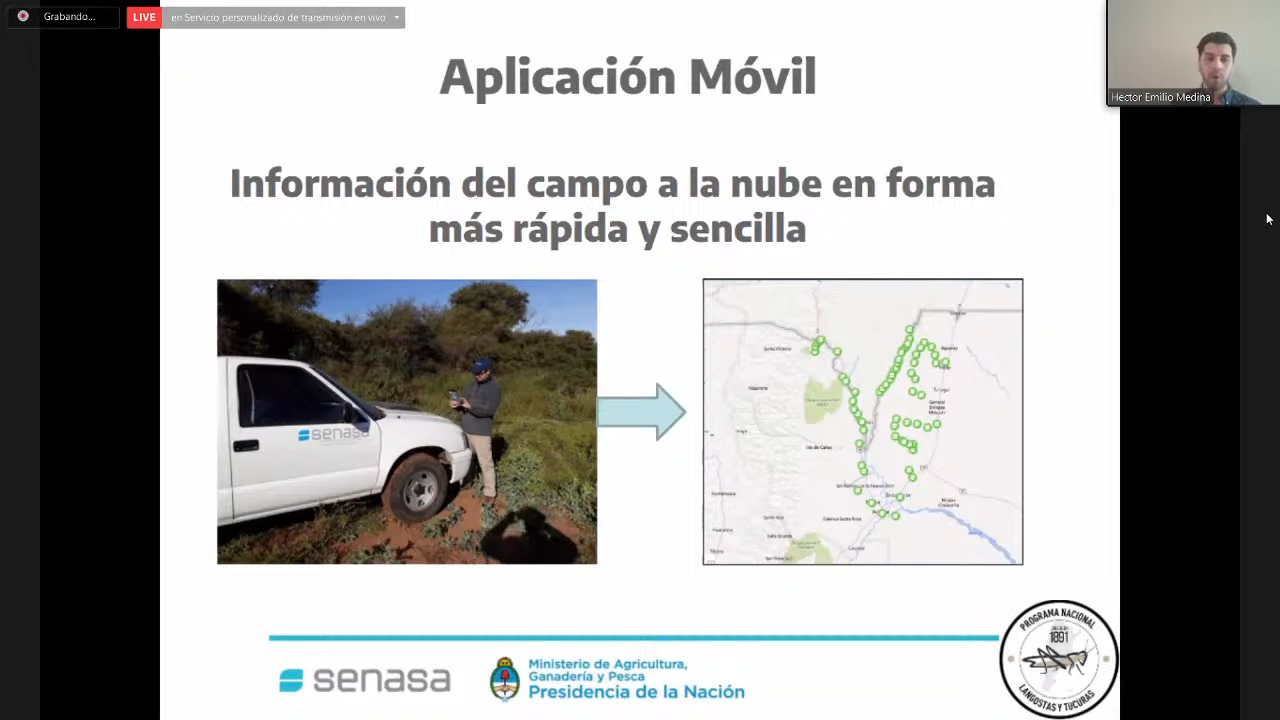 Grabando...
LIVE
en Servicio personalizado de transmisión en vivo
Hector Emilio Medina
Aplicación Móvil
Información del campo a la nube en forma
más rápida y sencilla
senasa
PROGRAMA NACIONAL
1891
LANGOSTAS Y TUCURAS
senasa
Ministerio de Agricultura,
Ganadería y Pesca
Presidencia de la Nación